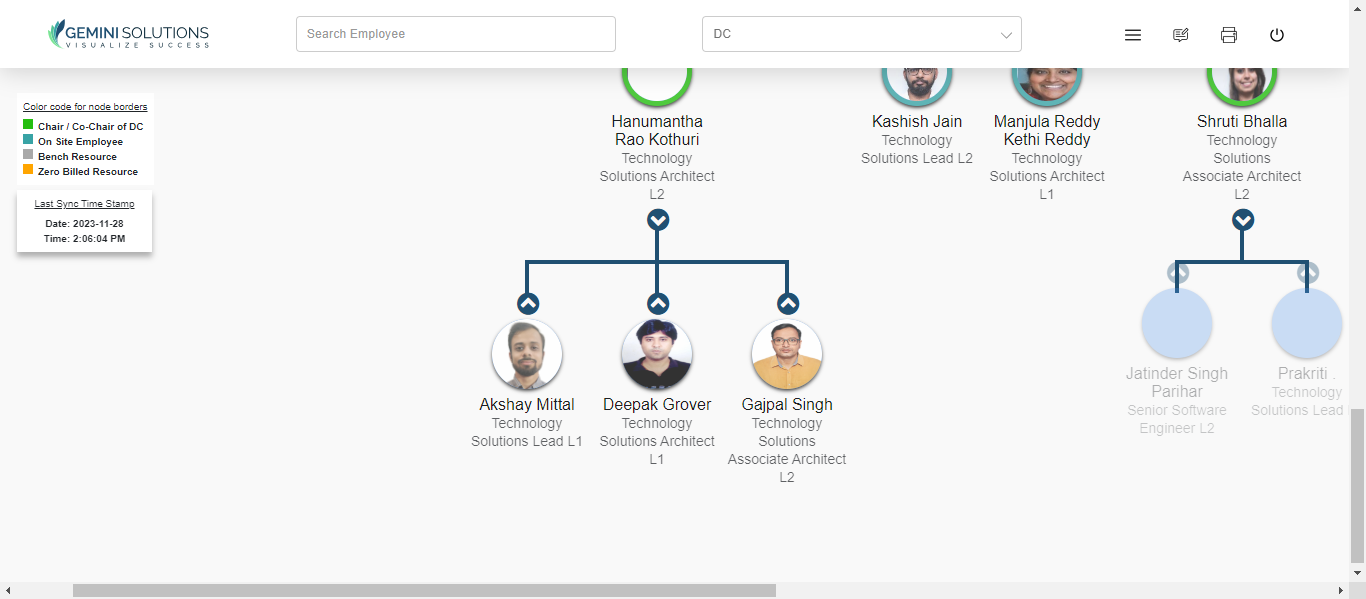 GEMINI SOLUTIONS
VISUALIZE SUCCESS
Search Employee
DC
Color code for node borders
Chair / Co-Chair of DC
On Site Employee
Bench Resource
Zero Billed Resource
Last Sync Time Stamp
Date: 2023-11-28
Time: 2:06:04 PM
Hanumantha
Rao Kothuri
Technology
Solutions Architect
L2
Kashish Jain
Technology
Solutions Lead L2
Manjula Reddy
Kethi Reddy
Technology
Solutions Architect
L1
Shruti Bhalla
Technology
Solutions
Associate Architect
L2
Akshay Mittal
Technology
Solutions Lead L1
Deepak Grover
Technology
Solutions Architect
L1
Gajpal Singh
Technology
Solutions
Associate Architect
L2
Jatinder Singh
Parihar
Senior Software
Engineer L2
Prakriti .
Technology
Solutions Lead